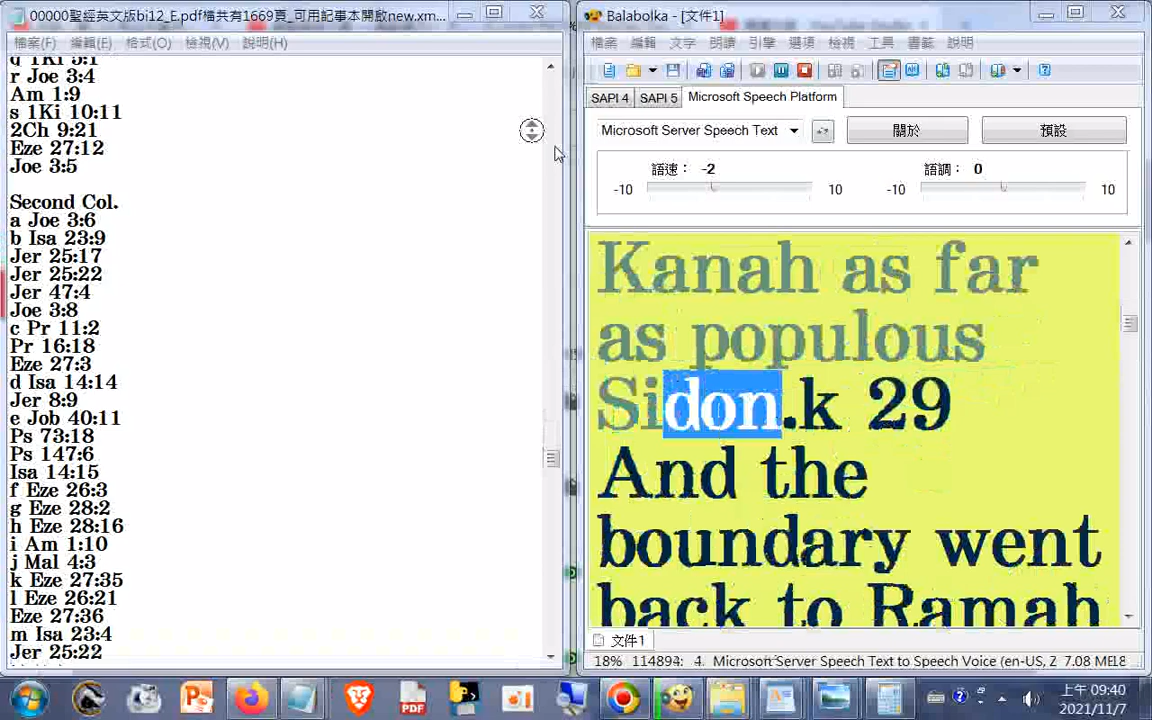 00000聖經英文版bi12_E.pdf檔共有1669頁_可用記事本開啟new.xm...
檔案(F) 編輯(E) 格式(O) 檢視(V) 說明(H)
q 1Ki 5:1
r Joe 3:4
Am 1:9
s 1Ki 10:11
2Ch 9:21
Eze 27:12
Joe 3:5
Second Col.
a Joe 3:6
b Isa 23:9
Jer 25:17
Jer 25:22
Jer 47:4
Joe 3:8
c Pr 11:2
Pr 16:18
Eze 27:3
d Isa 14:14
Jer 8:9
e Job 40:11
Ps 73:18
Ps 147:6
Isa 14:15
f Eze 26:3
g Eze 28:2
h Eze 28:16
i Am 1:10
j Mal 4:3
k Eze 27:35
l Eze 26:21
Eze 27:36
m Isa 23:4
Jer 25:22
Balabolka - [文件1]
檔案 編輯 文字 朗讀 引擎 選項 檢視 工具 書籤 說明
SAPI 4 SAPI 5 Microsoft Speech Platform
Microsoft Server Speech Text 關於 預設
語速： -2 語調： 0
-10 10 -10 10
Kanah as far
as populous
Sidon.k 29
And the
boundary went
back to Ramah
文件1
18% 114894: 4. Microsoft Server Speech Text to Speech Voice (en-US, Z 7.08 ME18
PDF
上午 09:40
2021/11/7